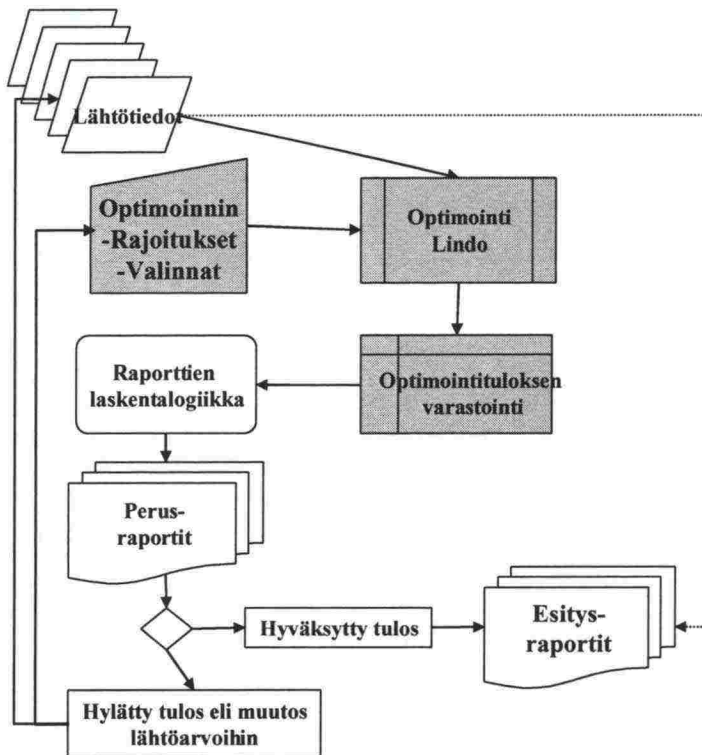 Lähtötiedot
Optimoinnin
-Rajoitukset
-Valinnat
Optimointi
Lindo
Raporttien
laskentalogiikka
Optimointituloksen
varastointi
Perus-
raportit
Hyväksytty tulos
Esitys-
raportit
Hylätty tulos eli muutos
lähtöarvoihin